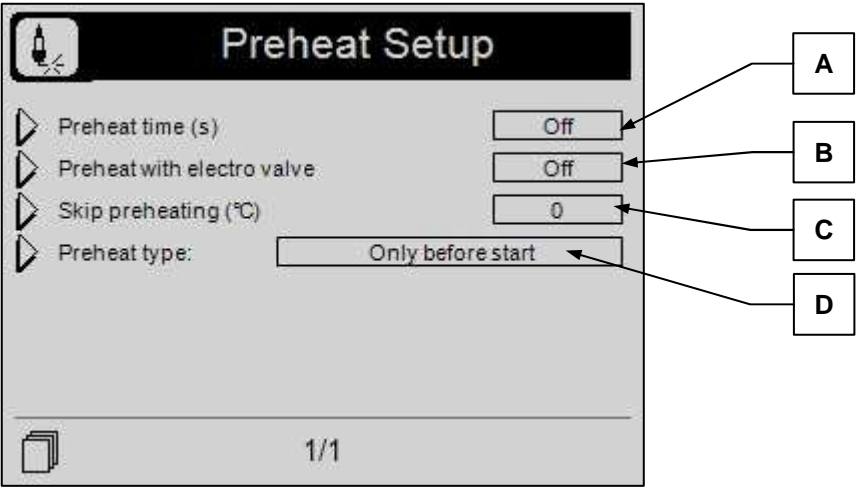 Preheat Setup
Preheat time (s) Off
Preheat with electro valve Off
Skip preheating (℃) 0
Preheat type: Only before start
1/1
A
B
C
D